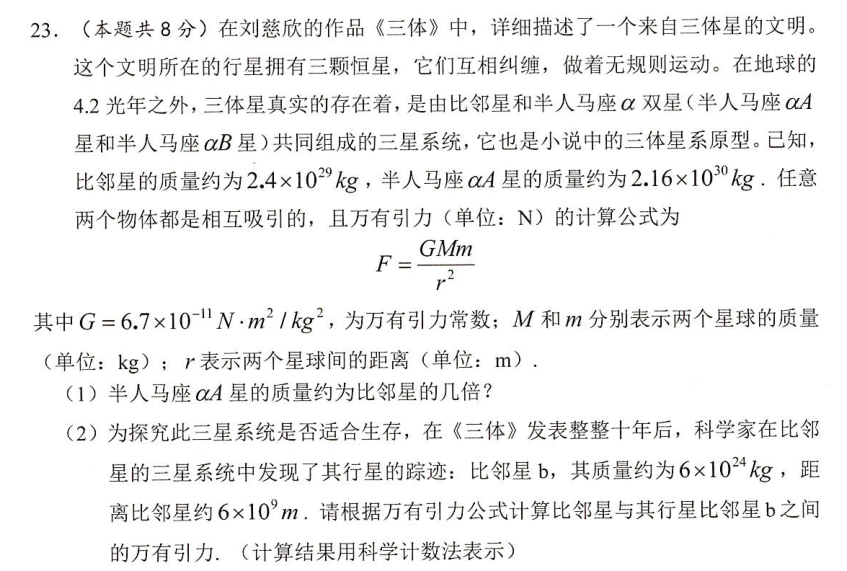 23. （本题共 8 分）在刘慈欣的作品《三体》中，详细描述了一个来自三体星的文明。
这个文明所在的行星拥有三颗恒星，它们互相纠缠，做着无规则运动。在地球的
4.2 光年之外，三体星真实的存在着，是由比邻星和半人马座α 双星（半人马座αA
星和半人马座αB 星）共同组成的三星系统，它也是小说中的三体星系原型。已知，
比邻星的质量约为2.4×10²⁹ kg，半人马座αA 星的质量约为2.16×10³⁰ kg．任意
两个物体都是相互吸引的，且万有引力（单位：N）的计算公式为
F = GMm / r²
其中 G = 6.7×10⁻¹¹ N·m² / kg²，为万有引力常数；M 和 m 分别表示两个星球的质量
（单位：kg）；r 表示两个星球间的距离（单位：m）.
（1）半人马座αA 星的质量约为比邻星的几倍？
（2）为探究此三星系统是否适合生存，在《三体》发表整整十年后，科学家在比邻
星的三星系统中发现了其行星的踪迹：比邻星 b，其质量约为6×10²⁴ kg，距
离比邻星约6×10⁹ m．请根据万有引力公式计算比邻星与其行星比邻星b之间
的万有引力.（计算结果用科学计数法表示）